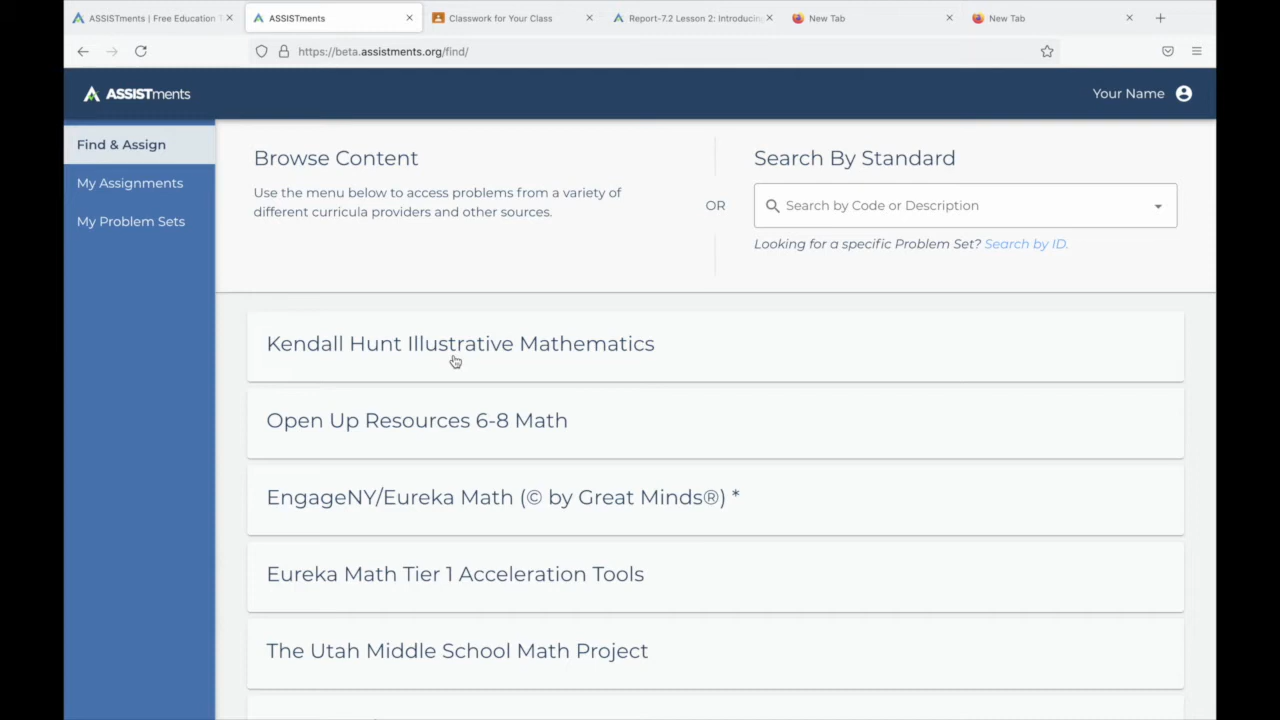 ASSISTments | Free Education T
ASSISTments
Classwork for Your Class
Report-7.2 Lesson 2: Introducing
New Tab
New Tab
https://beta.assistments.org/find/
ASSISTments
Your Name
Find & Assign
My Assignments
My Problem Sets
Browse Content
Use the menu below to access problems from a variety of
different curricula providers and other sources.
OR
Search By Standard
Search by Code or Description
Looking for a specific Problem Set? Search by ID.
Kendall Hunt Illustrative Mathematics
Open Up Resources 6-8 Math
EngageNY/Eureka Math (© by Great Minds®) *
Eureka Math Tier 1 Acceleration Tools
The Utah Middle School Math Project